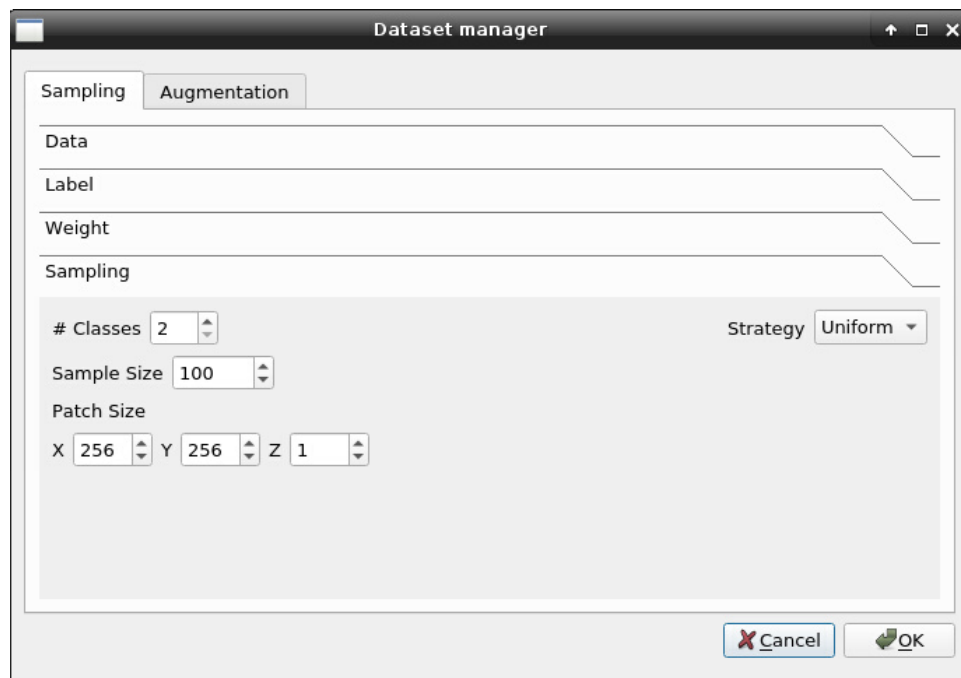 Dataset manager
Sampling Augmentation
Data
Label
Weight
Sampling
# Classes 2 Strategy Uniform
Sample Size 100
Patch Size
X 256 Y 256 Z 1
Cancel OK